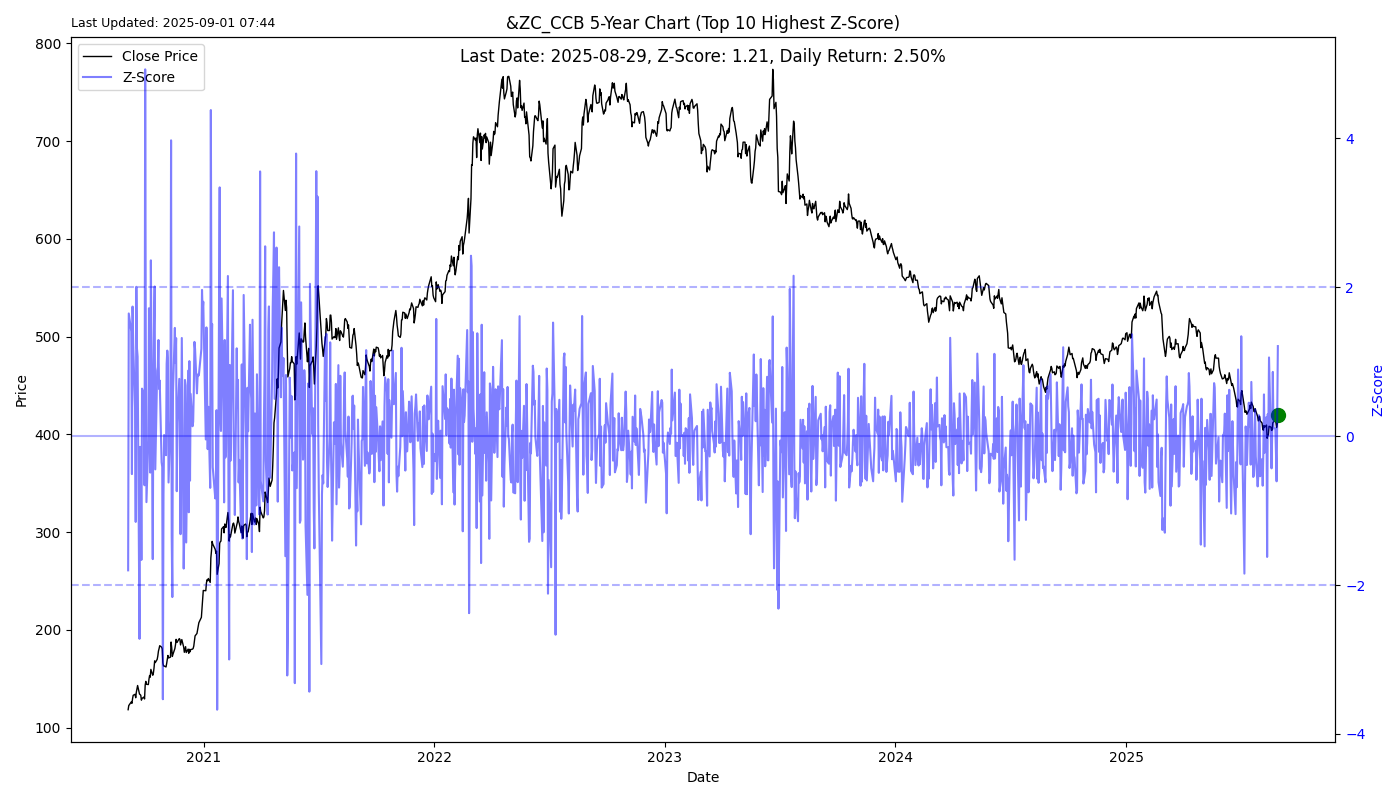 Last Updated: 2025-09-01 07:44
&ZC_CCB 5-Year Chart (Top 10 Highest Z-Score)
Last Date: 2025-08-29, Z-Score: 1.21, Daily Return: 2.50%
Close Price
Z-Score
800
700
600
500
400
300
200
100
Price
4
2
0
−2
−4
Z-Score
2021
2022
2023
2024
2025
Date